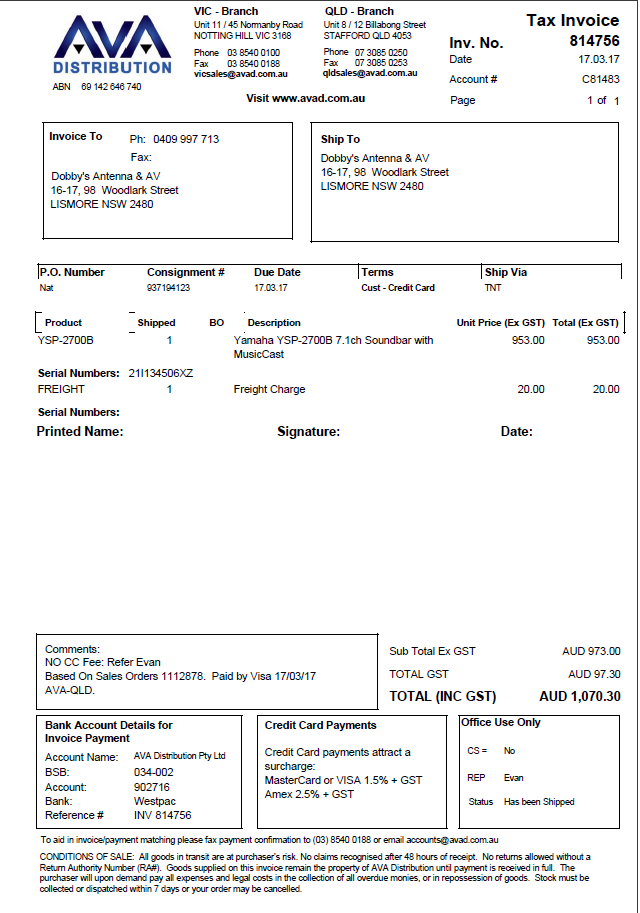 AVA
DISTRIBUTION
ABN 69 142 646 740
VIC - Branch
Unit 11 / 45 Normanby Road
NOTTING HILL VIC 3168
Phone 03 8540 0100
Fax 03 8540 0188
vicsales@avad.com.au
QLD - Branch
Unit 8 / 12 Billabong Street
STAFFORD QLD 4053
Phone 07 3085 0250
Fax 07 3085 0253
qldsales@avad.com.au
Visit www.avad.com.au
Tax Invoice
Inv. No. 814756
Date 17.03.17
Account # C81483
Page 1 of 1
Invoice To Ph: 0409 997 713
Fax:
Dobby's Antenna & AV
16-17, 98 Woodlark Street
LISMORE NSW 2480
Ship To
Dobby's Antenna & AV
16-17, 98 Woodlark Street
LISMORE NSW 2480
P.O. Number Consignment # Due Date Terms Ship Via
Nat 937194123 17.03.17 Cust - Credit Card TNT
Product Shipped BO Description Unit Price (Ex GST) Total (Ex GST)
YSP-2700B 1 Yamaha YSP-2700B 7.1ch Soundbar with 953.00 953.00
MusicCast
Serial Numbers: 21I134506XZ
FREIGHT 1 Freight Charge 20.00 20.00
Serial Numbers:
Printed Name: Signature: Date:
Comments:
NO CC Fee: Refer Evan
Based On Sales Orders 1112878. Paid by Visa 17/03/17
AVA-QLD.
Sub Total Ex GST AUD 973.00
TOTAL GST AUD 97.30
TOTAL (INC GST) AUD 1,070.30
Bank Account Details for
Invoice Payment
Account Name: AVA Distribution Pty Ltd
BSB: 034-002
Account: 902716
Bank: Westpac
Reference # INV 814756
Credit Card Payments
Credit Card payments attract a
surcharge:
MasterCard or VISA 1.5% + GST
Amex 2.5% + GST
Office Use Only
CS = No
REP Evan
Status Has been Shipped
To aid in invoice/payment matching please fax payment confirmation to (03) 8540 0188 or email accounts@avad.com.au
CONDITIONS OF SALE: All goods in transit are at purchaser's risk. No claims recognised after 48 hours of receipt. No returns allowed without a
Return Authority Number (RA#). Goods supplied on this invoice remain the property of AVA Distribution until payment is received in full. The
purchaser will upon demand pay all expenses and legal costs in the collection of all overdue monies, or in repossession of goods. Stock must be
collected or dispatched within 7 days or your order may be cancelled.